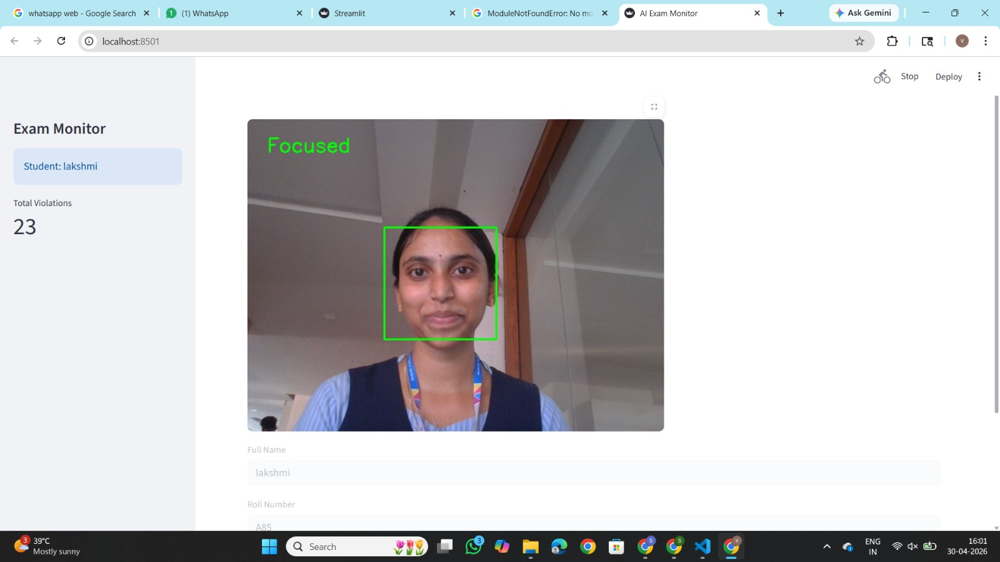 whatsapp web - Google Search
(1) WhatsApp
Streamlit
ModuleNotFoundError: No mo
AI Exam Monitor
Ask Gemini
localhost:8501
V
Stop
Deploy
Exam Monitor
Student: lakshmi
Total Violations
23
Focused
Full Name
lakshmi
Roll Number
A85
3
39°C
Mostly sunny
Search
3
S
S
V
ENG
IN
16:01
30-04-2026